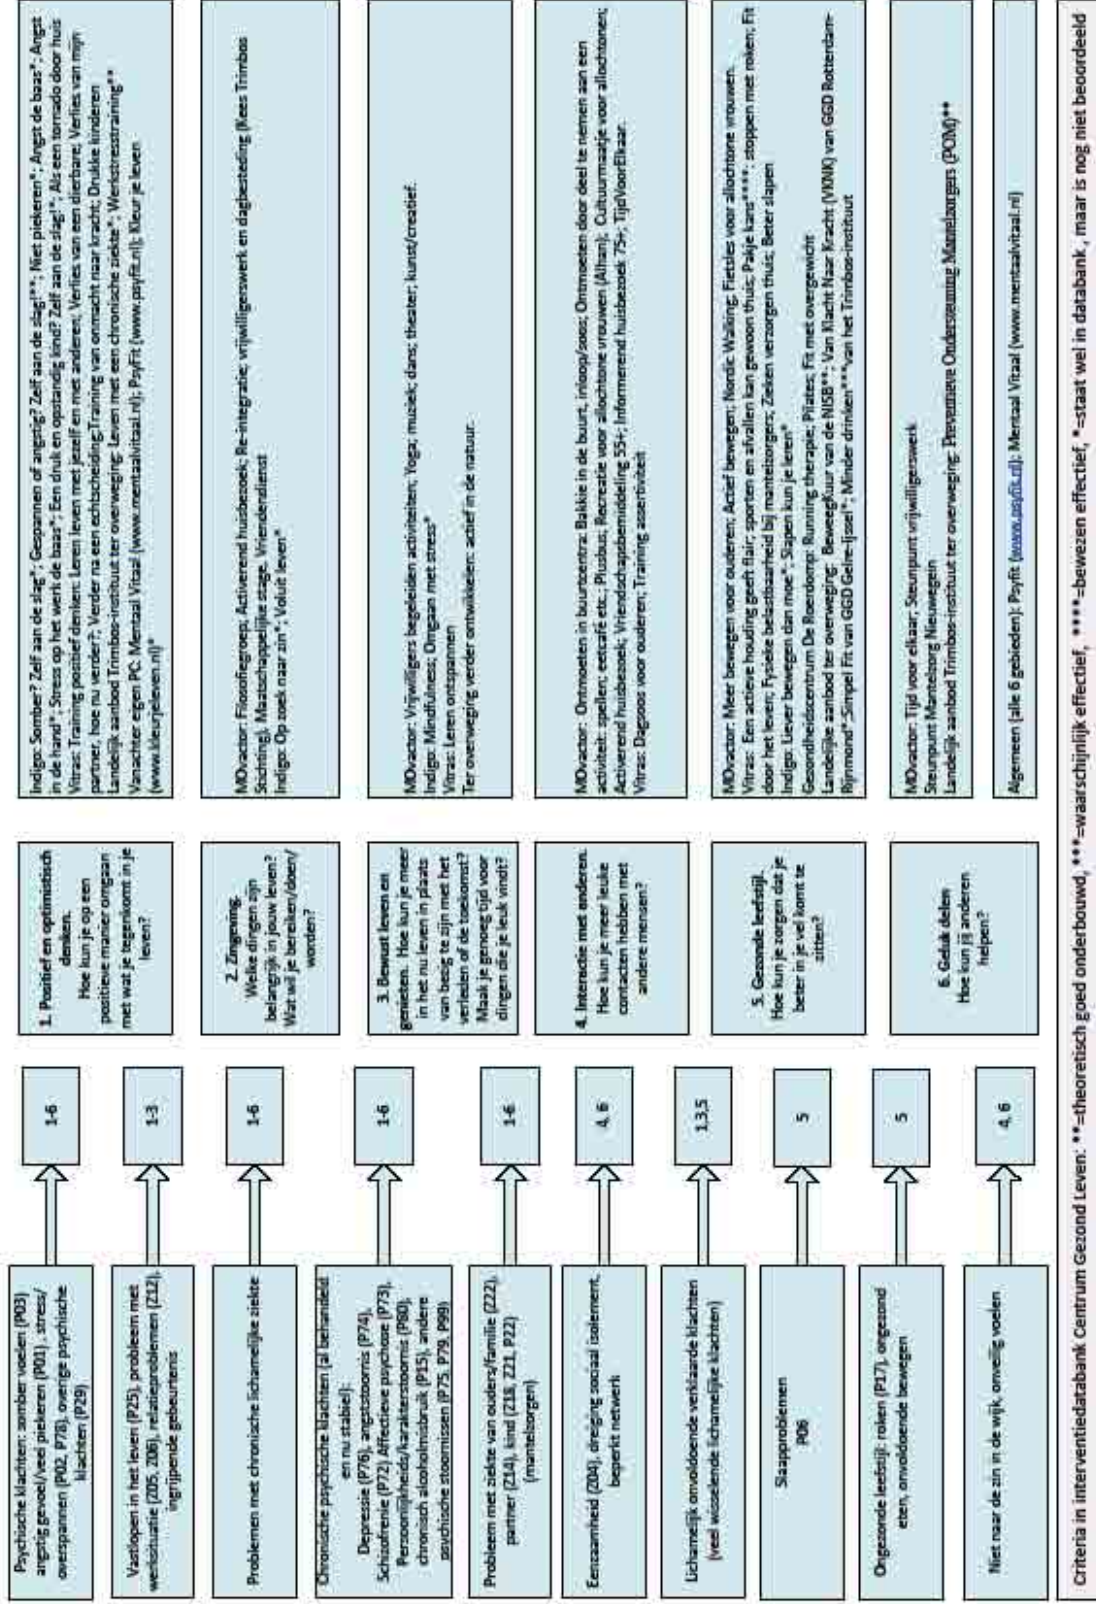 Psychische klachten: somber voelen (P03)
angstig gevoel/veel piekeren (P01) , stress/
overspannen (P02, P78), overige psychische
klachten (P29)
1-6
Vastlopen in het leven (P25), probleem met
werksituatie (Z05, Z06), relatieproblemen (Z12),
ingrijpende gebeurtenis
1-3
Problemen met chronische lichamelijke ziekte
1-6
Chronische psychische klachten (al behandeld
en nu stabiel):
Depressie (P76), angststoornis (P74),
Schizofrenie (P72) Affectieve psychose (P73),
Persoonlijkheids/karakterstoornis (P80),
chronisch alcoholmisbruik (P15), andere
psychische stoornissen (P75, P79, P99)
1-6
Probleem met ziekte van ouders/familie (Z22),
partner (Z14), kind (Z18, Z21, P22)
(mantelzorgen)
1-6
Eenzaamheid (Z04), dreiging sociaal isolement,
beperkt netwerk
4, 6
Lichamelijk onvoldoende verklaarde klachten
(veel wisselende lichamelijke klachten)
1,3,5
Slaapproblemen
P06
5
Ongezonde leefstijl: roken (P17), ongezond
eten, onvoldoende bewegen
5
Niet naar de zin in de wijk, onveilig voelen
4, 6
1. Positief en optimistisch
denken.
Hoe kun je op een
positieve manier omgaan
met wat je tegenkomt in je
leven?
2. Zingeving.
Welke dingen zijn
belangrijk in jouw leven?
Wat wil je bereiken/doen/
worden?
3. Bewust leven en
genieten. Hoe kun je meer
in het nu leven in plaats
van bezig te zijn met het
verleden of de toekomst?
Maak je genoeg tijd voor
dingen die je leuk vindt?
4. Interactie met anderen.
Hoe kun je meer leuke
contacten hebben met
andere mensen?
5. Gezonde leefstijl.
Hoe kun je zorgen dat je
beter in je vel komt te
zitten?
6. Geluk delen
Hoe kun jij anderen
helpen?
Indigo: Somber? Zelf aan de slag*; Gespannen of angstig? Zelf aan de slag!**; Niet piekeren*; Angst de baas*; Angst
in de hand*; Stress op het werk de baas*; Een druk en opstandig kind? Zelf aan de slag!*; Als een tornado door huis
Vitras: Training positief denken: Leren leven met jezelf en met anderen; Verlies van een dierbare; Verlies van mijn
partner, hoe nu verder?; Verder na een echtscheiding;Training van onmacht naar kracht; Drukke kinderen
Landelijk aanbod Trimbos-instituut ter overweging: Leven met een chronische ziekte*; Werkstresstraining**
Vanachter eigen PC: Mentaal Vitaal (www.mentaalvitaal.nl); PsyFit (www.psyfit.nl); Kleur je leven
(www.kleurjeleven.nl)*
MOvactor: Filosofiegroep; Activerend huisbezoek; Re-integratie; vrijwilligerswerk en dagbesteding (Kees Trimbos
Stichting), Maatschappelijke stage. Vriendendienst
Indigo: Op zoek naar zin*; Voluit leven*
MOvactor: Vrijwilligers begeleiden activiteiten; Yoga; muziek; dans; theater; kunst/creatief.
Indigo: Mindfulness; Omgaan met stress*
Vitras: Leren ontspannen
Ter overweging verder ontwikkelen: actief in de natuur.
MOvactor: Ontmoeten in buurtcentra: Bakkie in de buurt, inloop/soos; Ontmoeten door deel te nemen aan een
activiteit: spellen; eetcafé etc.; Plusbus; Recreatie voor allochtone vrouwen (Alhan); Cultuurmaatje voor allochtonen;
Activerend huisbezoek; Vriendschapsbemiddeling 55+; Informerend huisbezoek 75+; TijdVoorElkaar.
Vitras: Dagsoos voor ouderen; Training assertiviteit
MOvactor: Meer bewegen voor ouderen; Actief bewegen; Nordic Walking, Fietsles voor allochtone vrouwen.
Vitras: Een actieve houding geeft flair; sporten en afvallen kan gewoon thuis; Pakje kans****: stoppen met roken; Fit
door het leven; Fysieke belastbaarheid bij mantelzorgers; Zieken verzorgen thuis; Beter slapen
Indigo: Liever bewegen dan moe*; Slapen kun je leren*
Gezondheidscentrum De Roerdomp: Running therapie; Pilates; Fit met overgewicht
Landelijke aanbod ter overweging: BeweegKuur van de NISB**; Van Klacht Naar Kracht (VKNK) van GGD Rotterdam-
Rijnmond*;Simpel Fit van GGD Gelre-IJssel*; Minder drinken***van het Trimbos-instituut
MOvactor: Tijd voor elkaar; Steunpunt vrijwilligerswerk
Steunpunt Mantelzorg Nieuwegein
Landelijk aanbod Trimbos-instituut ter overweging: Preventieve Ondersteuning Mantelzorgers (POM)**
Algemeen (alle 6 gebieden): Psyfit (www.psyfit.nl); Mentaal Vitaal (www.mentaalvitaal.nl)
Criteria in interventiedatabank Centrum Gezond Leven: **=theoretisch goed onderbouwd, ***=waarschijnlijk effectief, ****=bewezen effectief, *=staat wel in databank , maar is nog niet beoordeeld